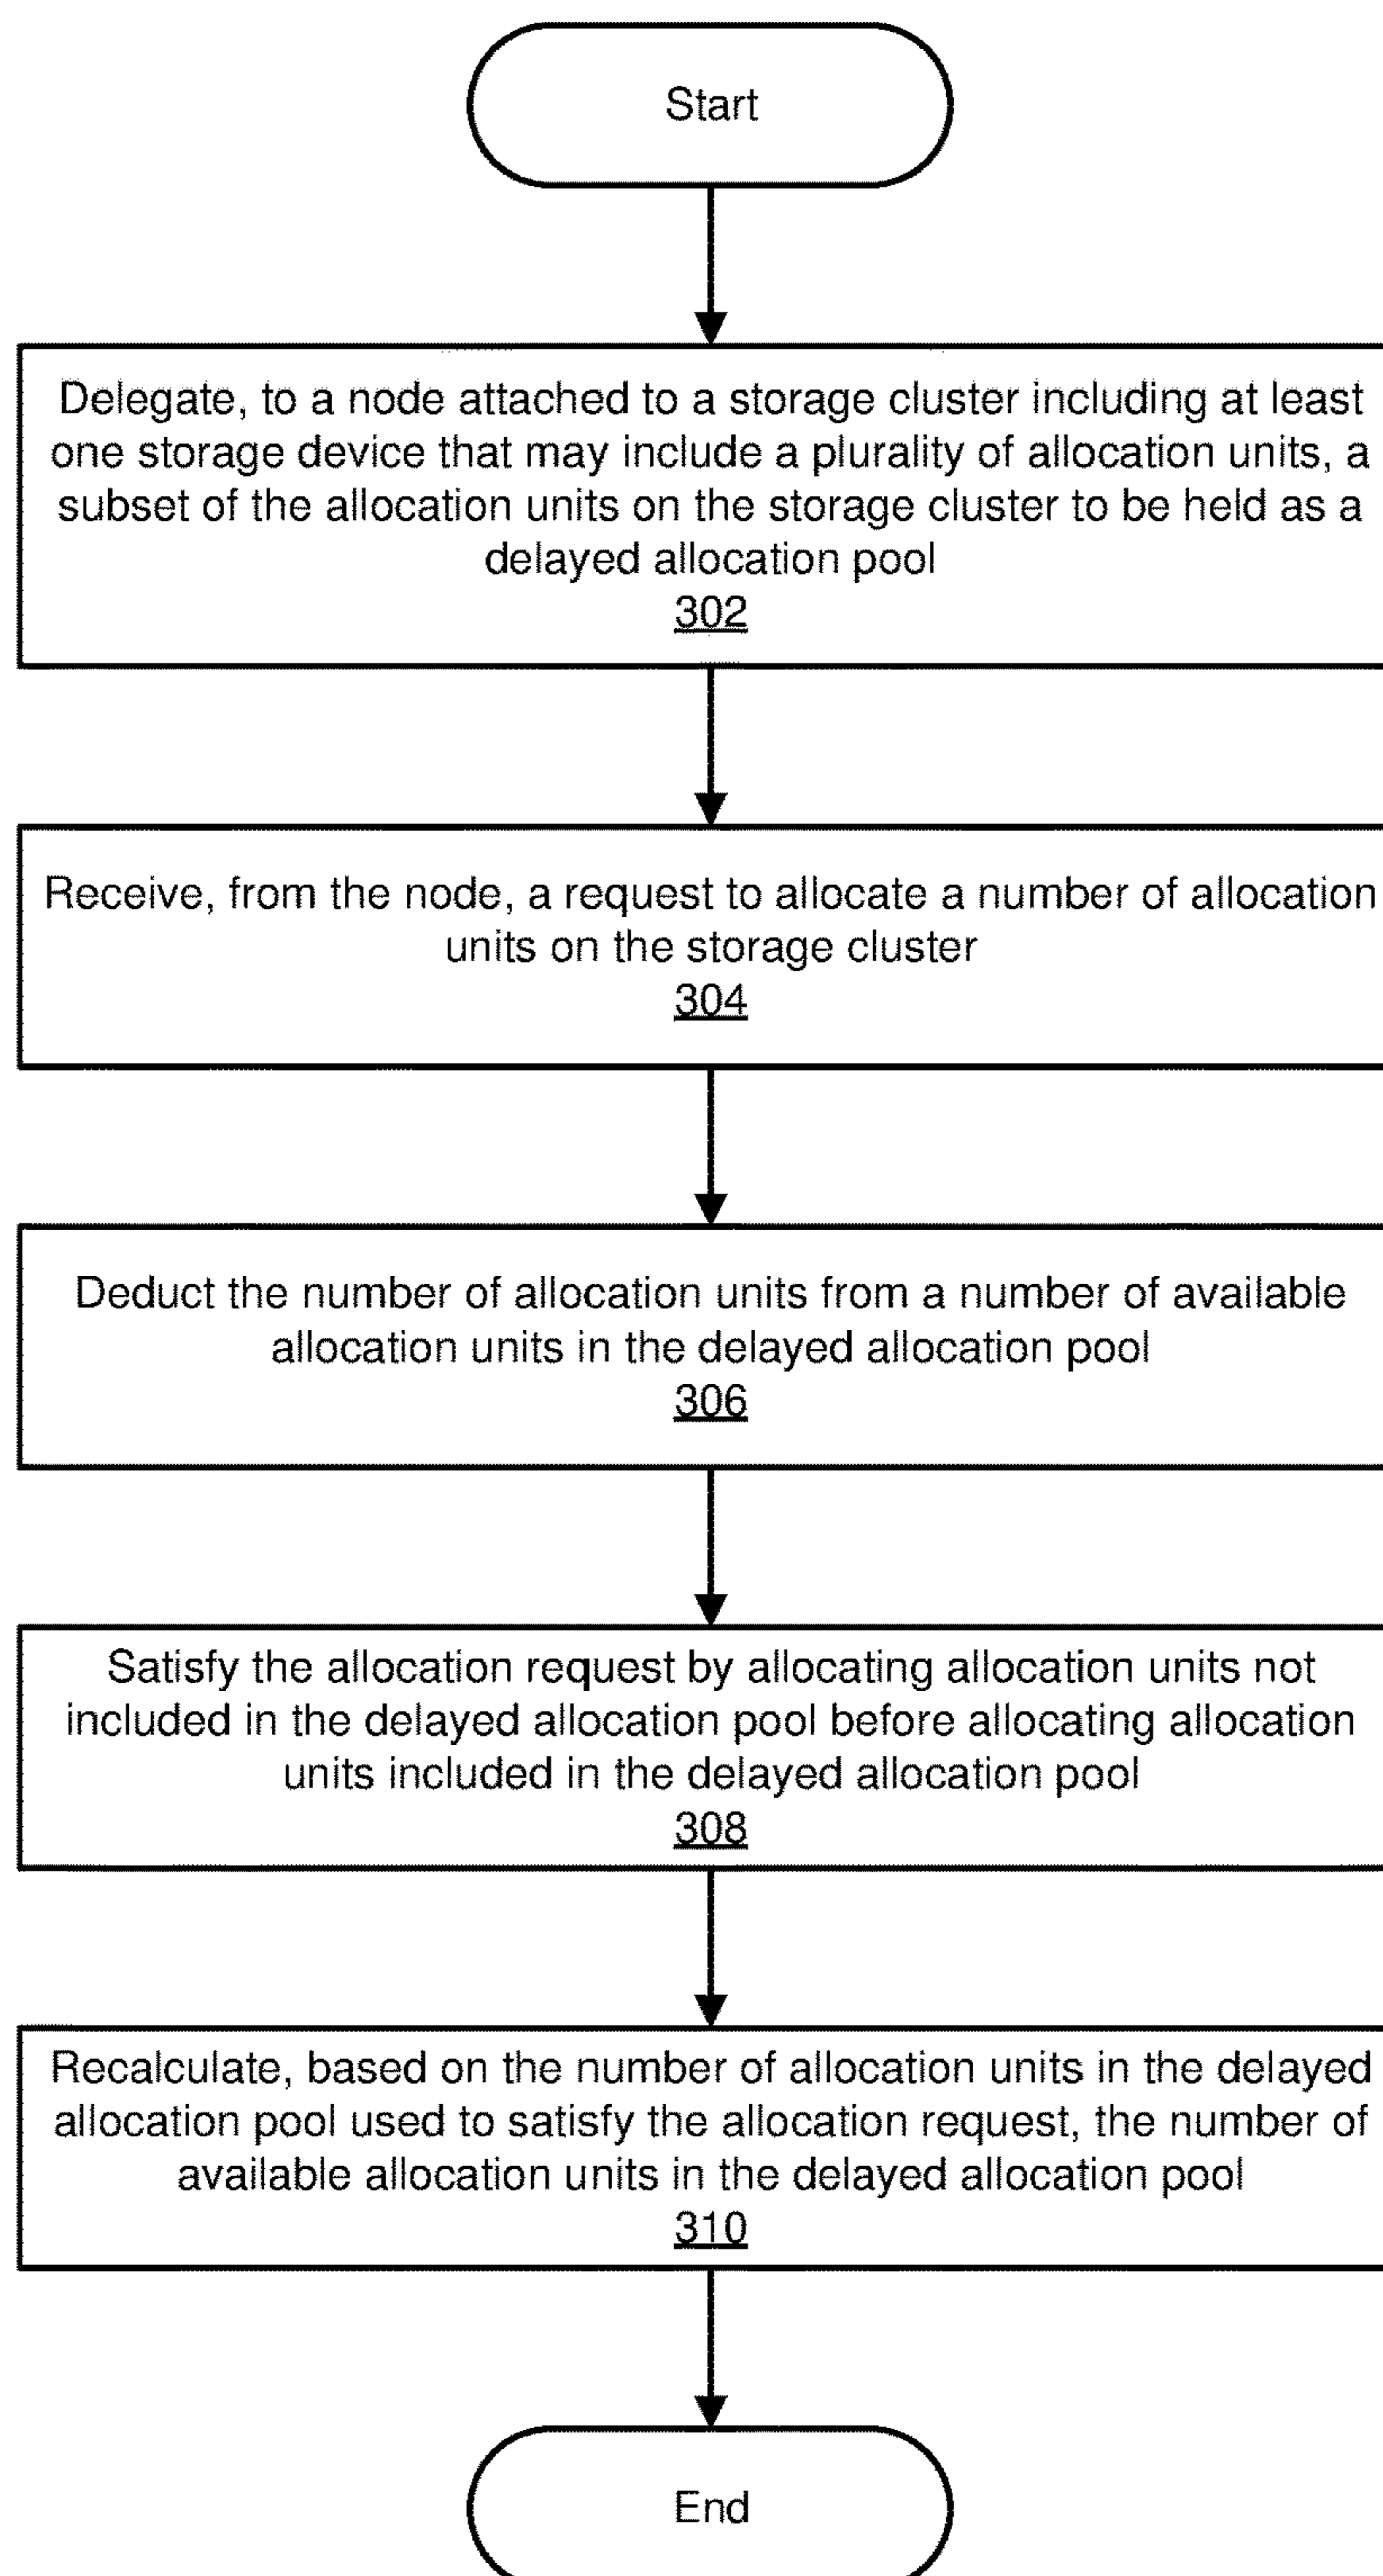 Start
Delegate, to a node attached to a storage cluster including at least
one storage device that may include a plurality of allocation units, a
subset of the allocation units on the storage cluster to be held as a
delayed allocation pool
302
Receive, from the node, a request to allocate a number of allocation
units on the storage cluster
304
Deduct the number of allocation units from a number of available
allocation units in the delayed allocation pool
306
Satisfy the allocation request by allocating allocation units not
included in the delayed allocation pool before allocating allocation
units included in the delayed allocation pool
308
Recalculate, based on the number of allocation units in the delayed
allocation pool used to satisfy the allocation request, the number of
available allocation units in the delayed allocation pool
310
End